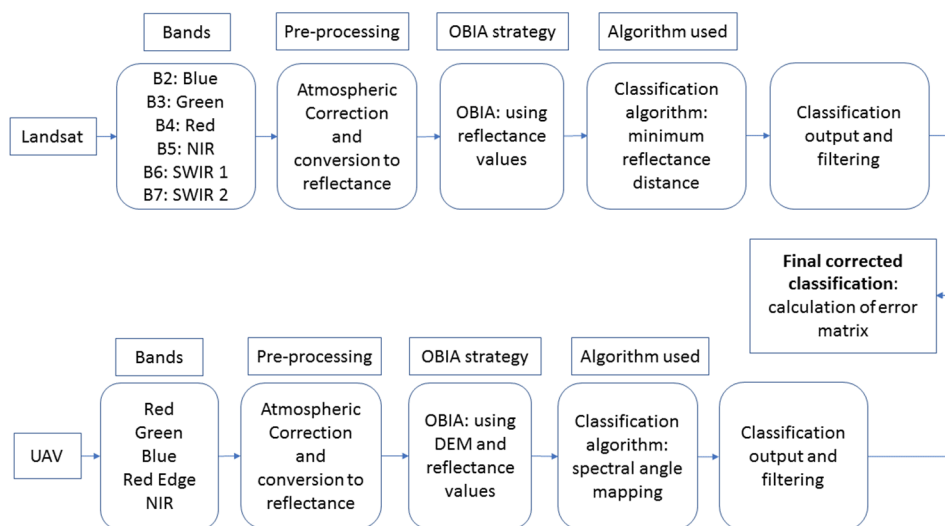 Bands
Pre-processing
OBIA strategy
Algorithm used
Landsat
B2: Blue
B3: Green
B4: Red
B5: NIR
B6: SWIR 1
B7: SWIR 2
Atmospheric
Correction
and
conversion to
reflectance
OBIA: using
reflectance
values
Classification
algorithm:
minimum
reflectance
distance
Classification
output and
filtering
Final corrected
classification:
calculation of error
matrix
Bands
Pre-processing
OBIA strategy
Algorithm used
UAV
Red
Green
Blue
Red Edge
NIR
Atmospheric
Correction
and
conversion to
reflectance
OBIA: using
DEM and
reflectance
values
Classification
algorithm:
spectral angle
mapping
Classification
output and
filtering